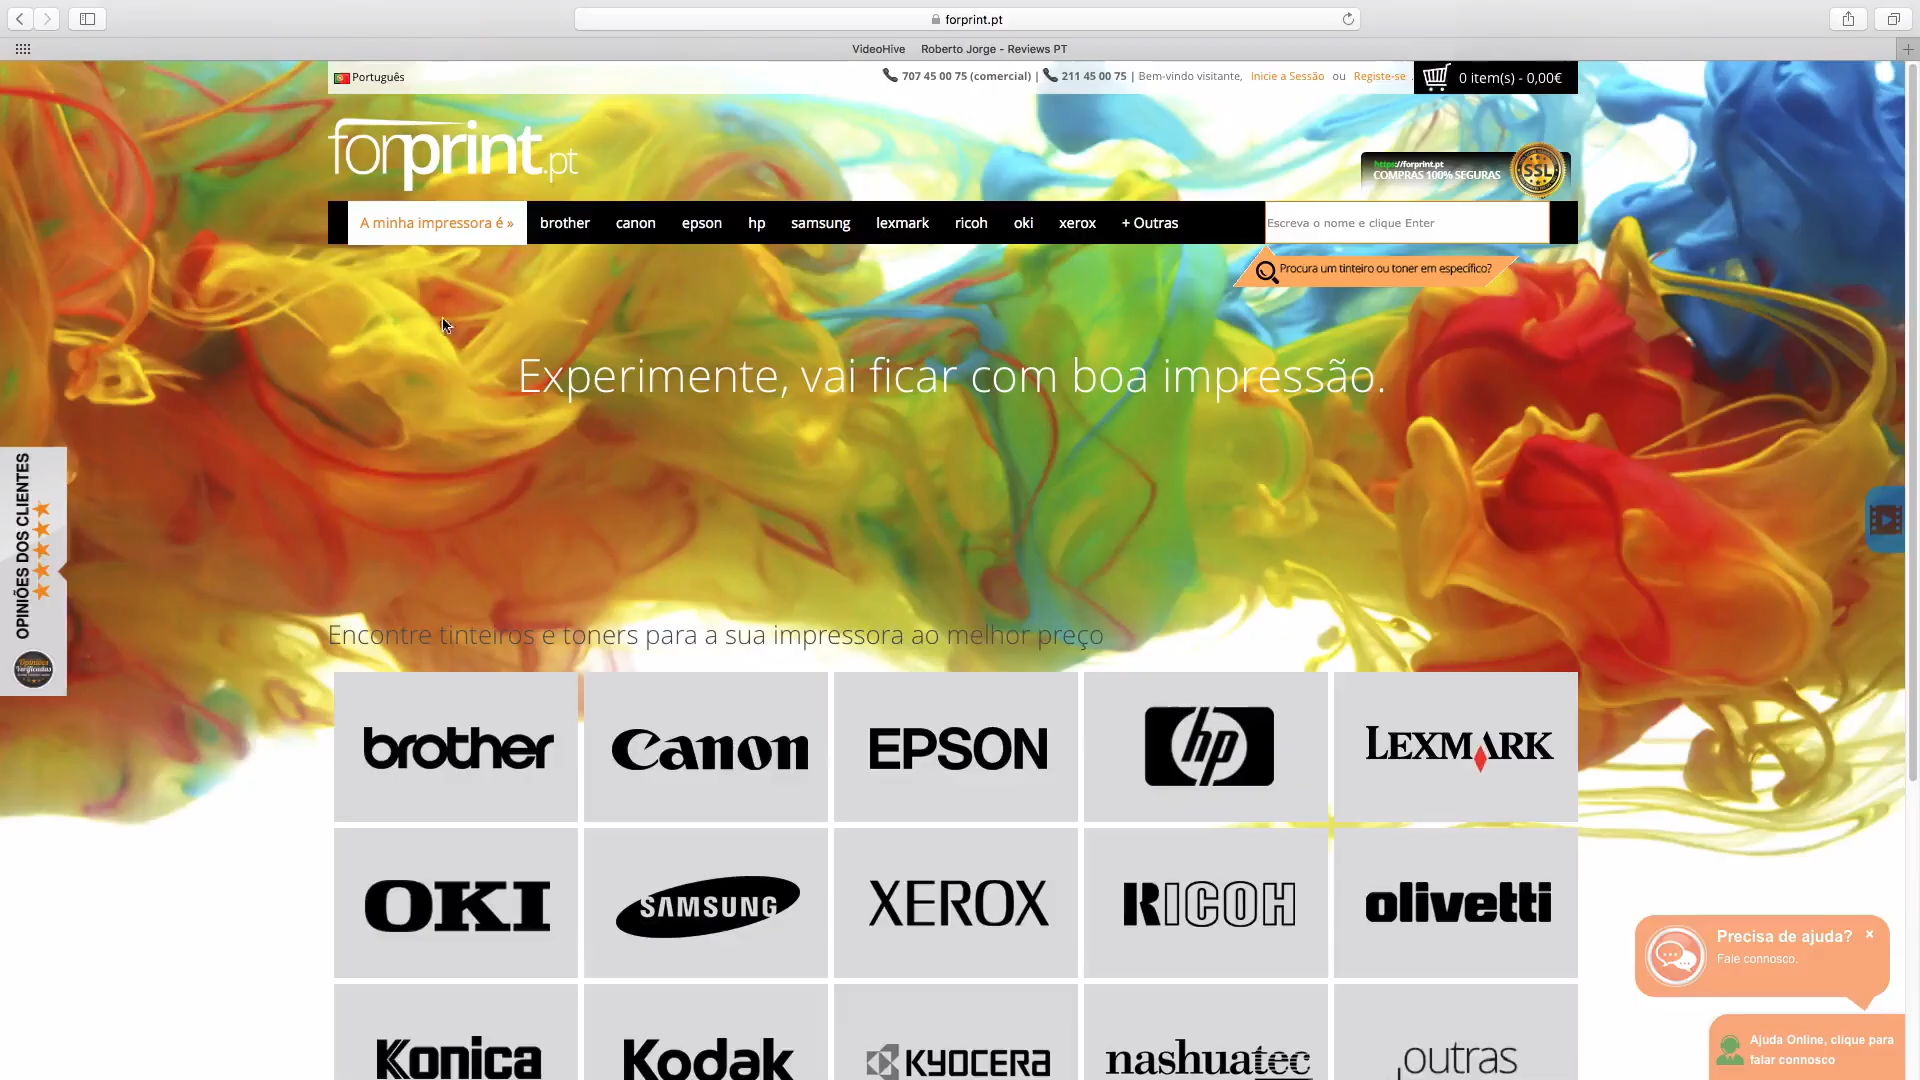 forprint.pt
VideoHive Roberto Jorge - Reviews PT
Português
707 45 00 75 (comercial) | 211 45 00 75 | Bem-vindo visitante, Inicie a Sessão ou Registe-se .
0 item(s) - 0,00€
forprint.pt
https://forprint.pt
COMPRAS 100% SEGURAS
SSL
A minha impressora é » brother canon epson hp samsung lexmark ricoh oki xerox + Outras
Escreva o nome e clique Enter
Procura um tinteiro ou toner em específico?
Experimente, vai ficar com boa impressão.
OPINIÕES DOS CLIENTES
Opiniões
Verificadas
Encontre tinteiros e toners para a sua impressora ao melhor preço
brother Canon EPSON hp LEXMARK
OKI SAMSUNG XEROX RICOH olivetti
Konica Kodak KYOCERA nashuatec outras
Precisa de ajuda? ×
Fale connosco.
Ajuda Online, clique para
falar connosco